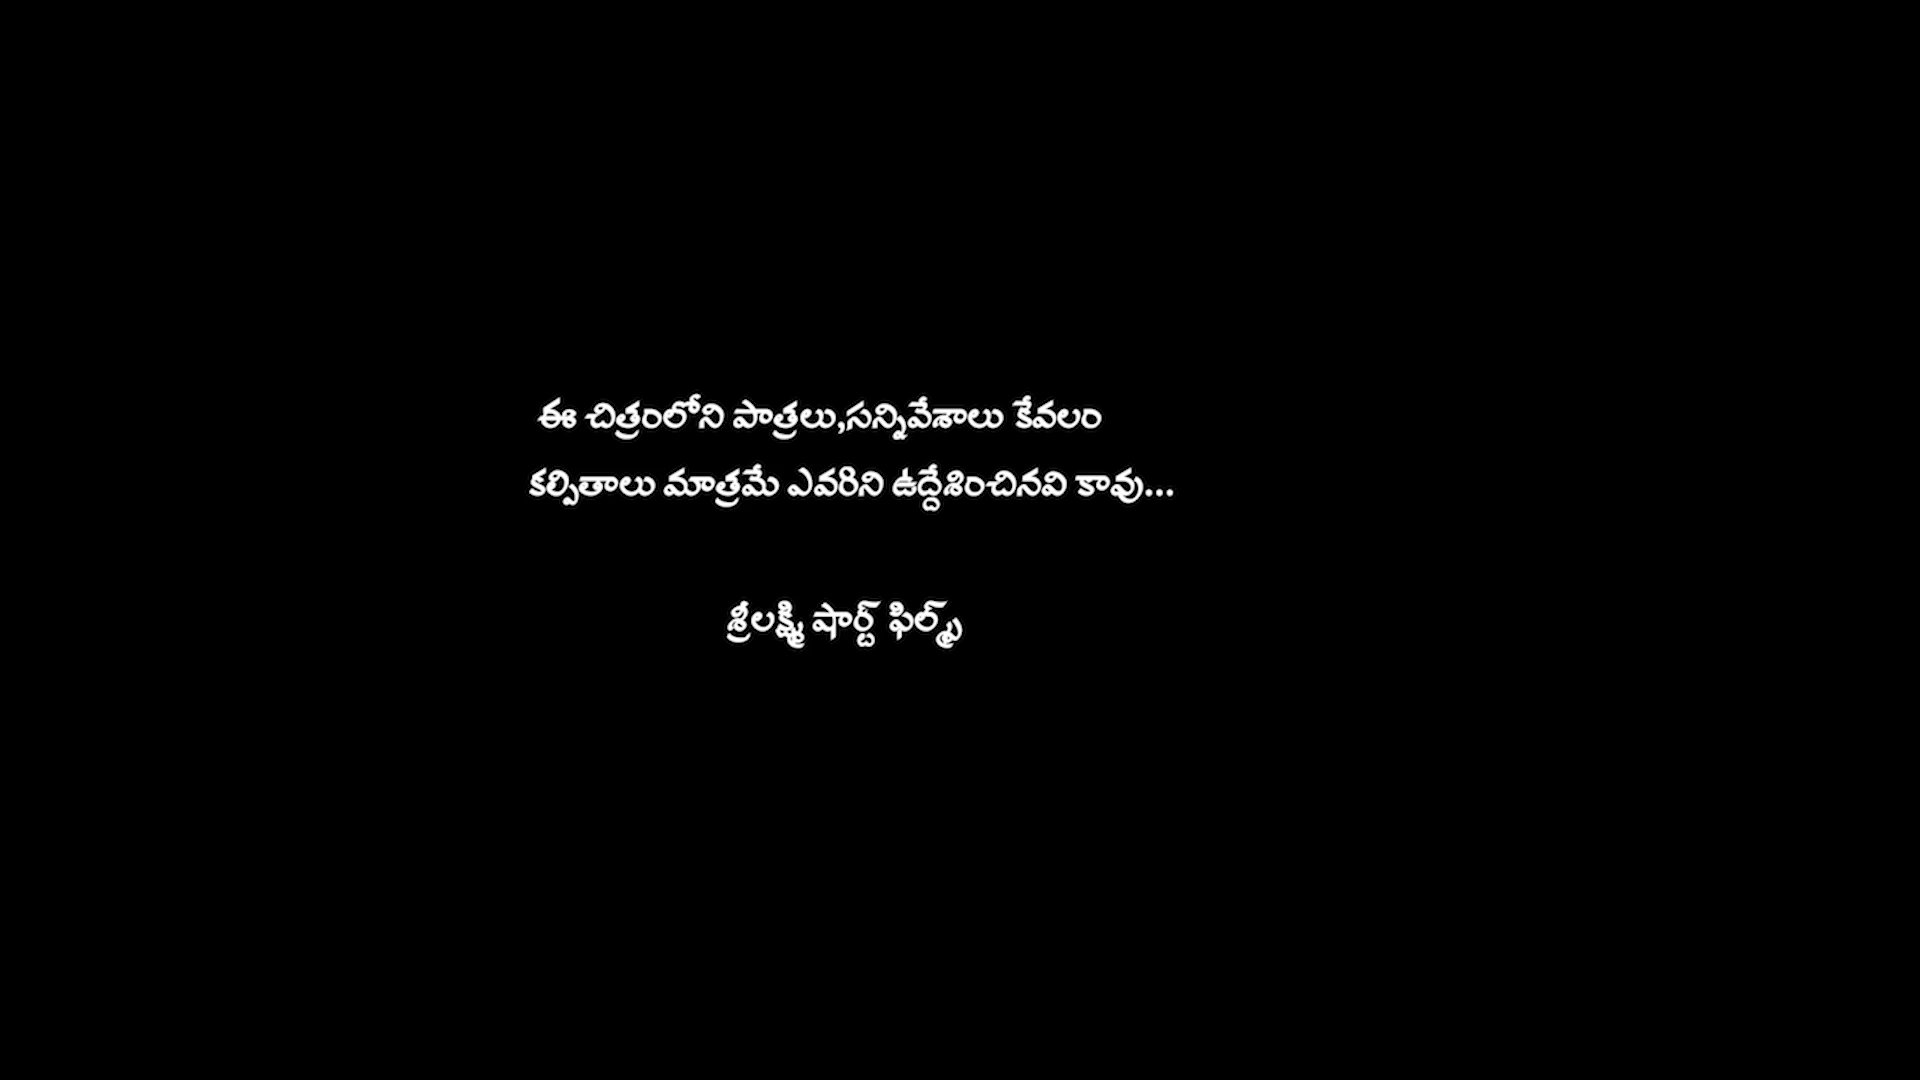 ఈ చిత్రంలోని పాత్రలు,సన్నివేశాలు కేవలం
కల్పితాలు మాత్రమే ఎవరిని ఉద్దేశించినవి కావు...
శ్రీలక్ష్మి షార్ట్ ఫిల్మ్స్